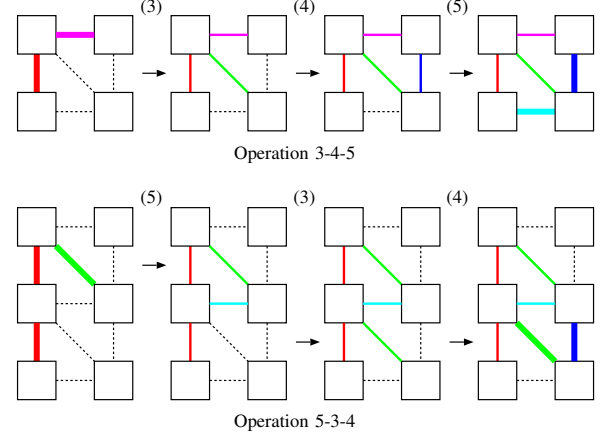 (3) (4) (5)
Operation 3-4-5
(5) (3) (4)
Operation 5-3-4